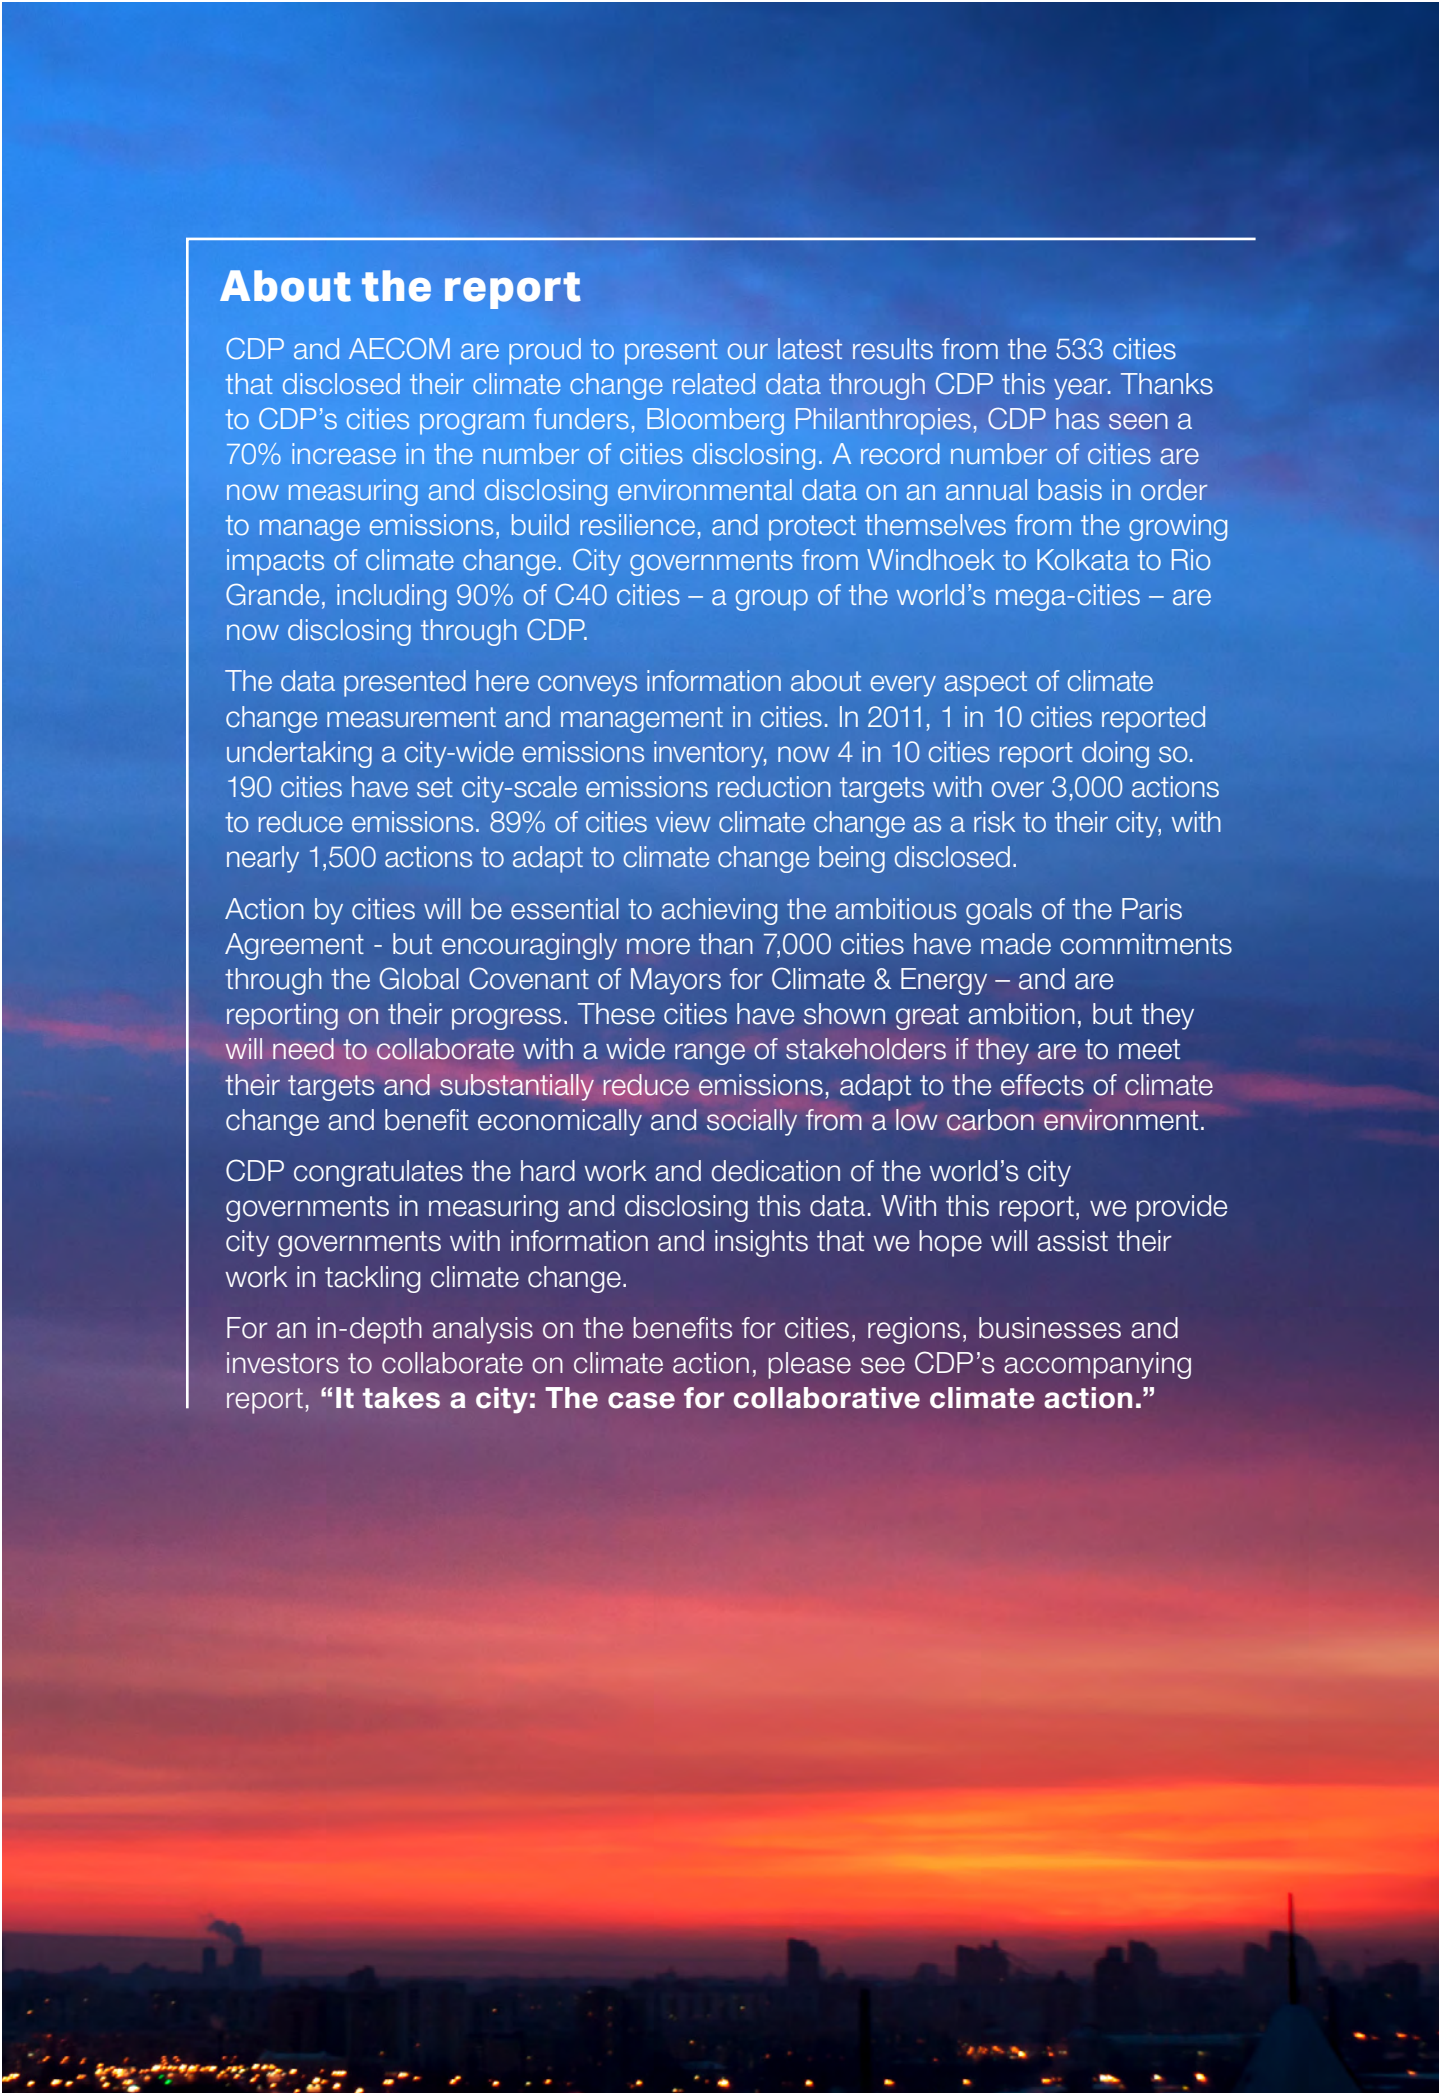 About the report
CDP and AECOM are proud to present our latest results from the 533 cities
that disclosed their climate change related data through CDP this year. Thanks
to CDP’s cities program funders, Bloomberg Philanthropies, CDP has seen a
70% increase in the number of cities disclosing. A record number of cities are
now measuring and disclosing environmental data on an annual basis in order
to manage emissions, build resilience, and protect themselves from the growing
impacts of climate change. City governments from Windhoek to Kolkata to Rio
Grande, including 90% of C40 cities – a group of the world’s mega-cities – are
now disclosing through CDP.
The data presented here conveys information about every aspect of climate
change measurement and management in cities. In 2011, 1 in 10 cities reported
undertaking a city-wide emissions inventory, now 4 in 10 cities report doing so.
190 cities have set city-scale emissions reduction targets with over 3,000 actions
to reduce emissions. 89% of cities view climate change as a risk to their city, with
nearly 1,500 actions to adapt to climate change being disclosed.
Action by cities will be essential to achieving the ambitious goals of the Paris
Agreement - but encouragingly more than 7,000 cities have made commitments
through the Global Covenant of Mayors for Climate & Energy – and are
reporting on their progress. These cities have shown great ambition, but they
will need to collaborate with a wide range of stakeholders if they are to meet
their targets and substantially reduce emissions, adapt to the effects of climate
change and benefit economically and socially from a low carbon environment.
CDP congratulates the hard work and dedication of the world’s city
governments in measuring and disclosing this data. With this report, we provide
city governments with information and insights that we hope will assist their
work in tackling climate change.
For an in-depth analysis on the benefits for cities, regions, businesses and
investors to collaborate on climate action, please see CDP’s accompanying
report, “It takes a city: The case for collaborative climate action.”